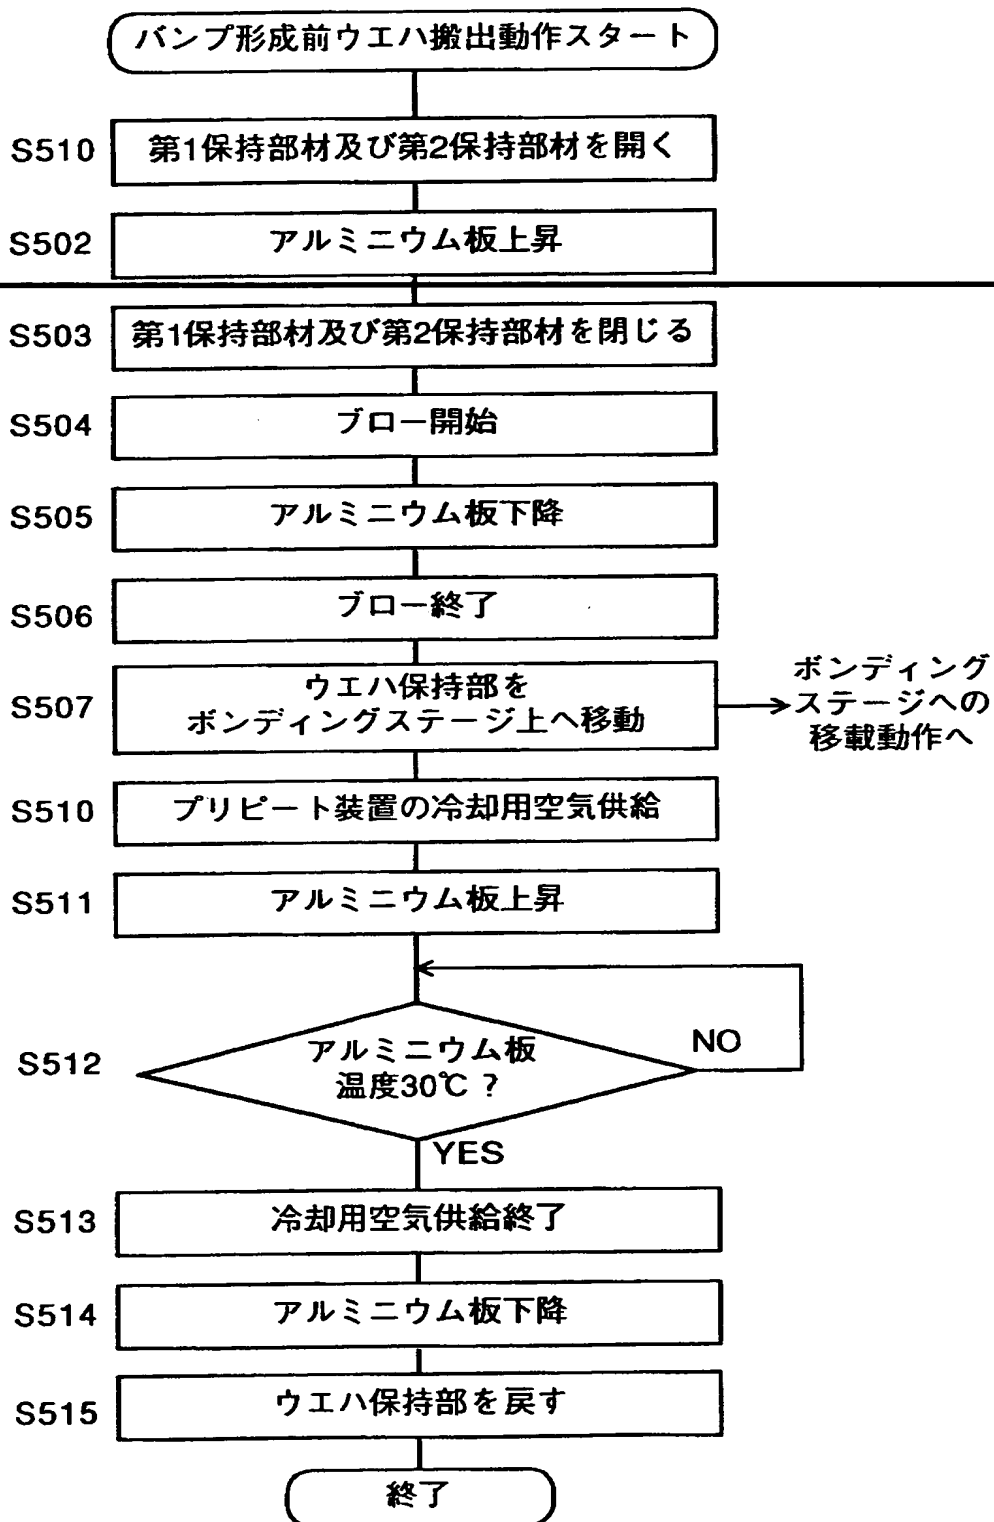 バンプ形成前ウエハ搬出動作スタート
S510
第1保持部材及び第2保持部材を開く
S502
アルミニウム板上昇
S503
第1保持部材及び第2保持部材を閉じる
S504
ブロー開始
S505
アルミニウム板下降
S506
ブロー終了
S507
ウエハ保持部を
ボンディングステージ上へ移動
ボンディング
ステージへの
移載動作へ
S510
プリピート装置の冷却用空気供給
S511
アルミニウム板上昇
S512
アルミニウム板
温度30℃？
NO
YES
S513
冷却用空気供給終了
S514
アルミニウム板下降
S515
ウエハ保持部を戻す
終了